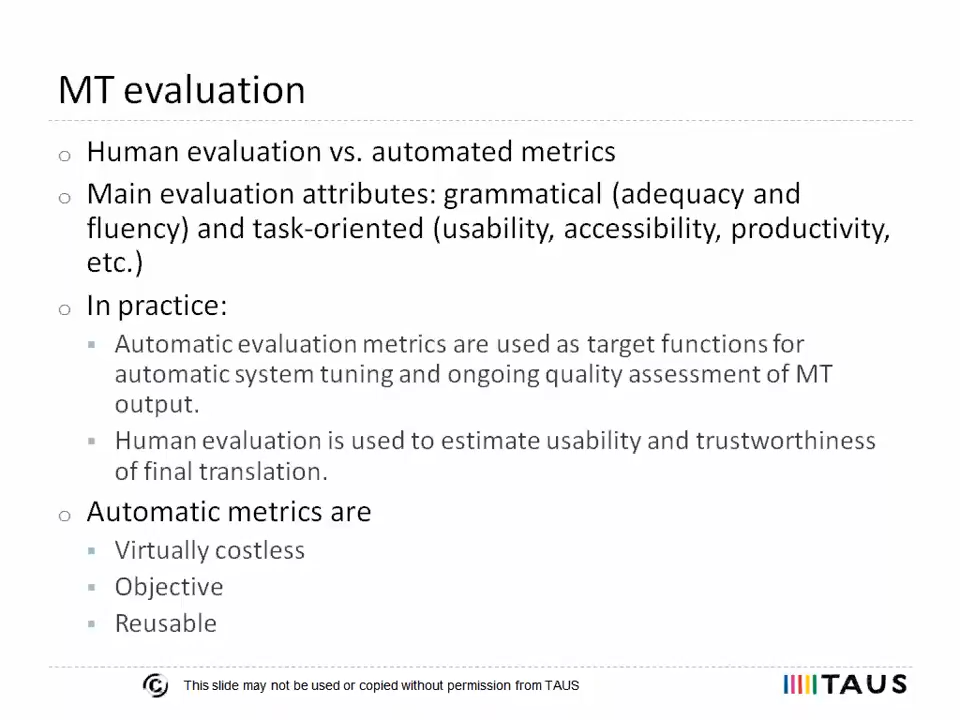 MT evaluation
Human evaluation vs. automated metrics
Main evaluation attributes: grammatical (adequacy and
fluency) and task-oriented (usability, accessibility, productivity,
etc.)
In practice:
Automatic evaluation metrics are used as target functions for
automatic system tuning and ongoing quality assessment of MT
output.
Human evaluation is used to estimate usability and trustworthiness
of final translation.
Automatic metrics are
Virtually costless
Objective
Reusable
This slide may not be used or copied without permission from TAUS
TAUS